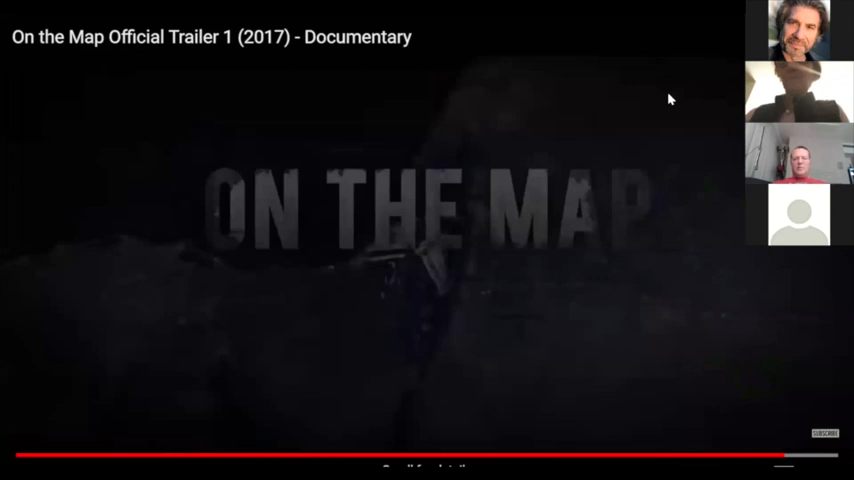 On the Map Official Trailer 1 (2017) - Documentary
ON THE MAP
SUBSCRIBE